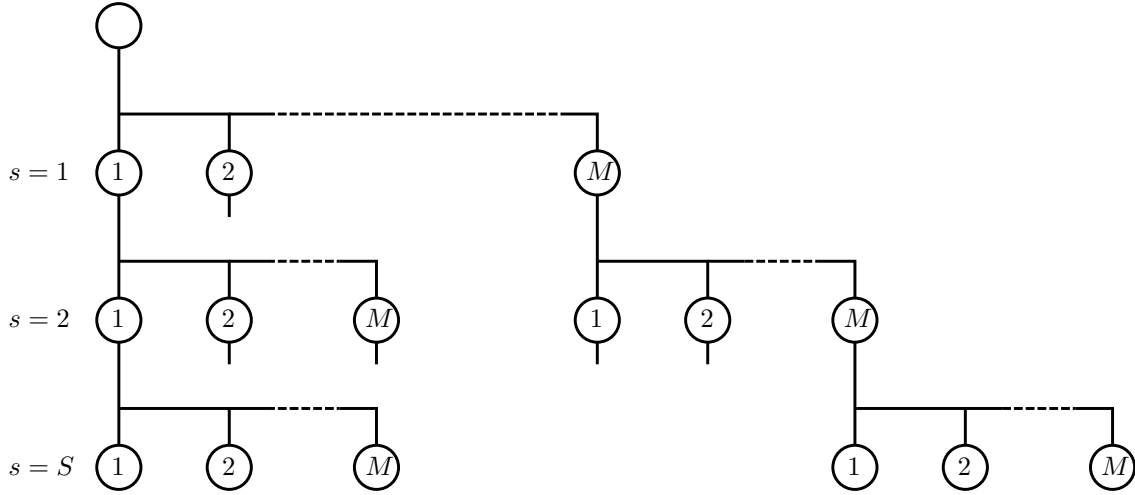 s = 1 1 2 M
s = 2 1 2 M 1 2 M
s = S 1 2 M 1 2 M